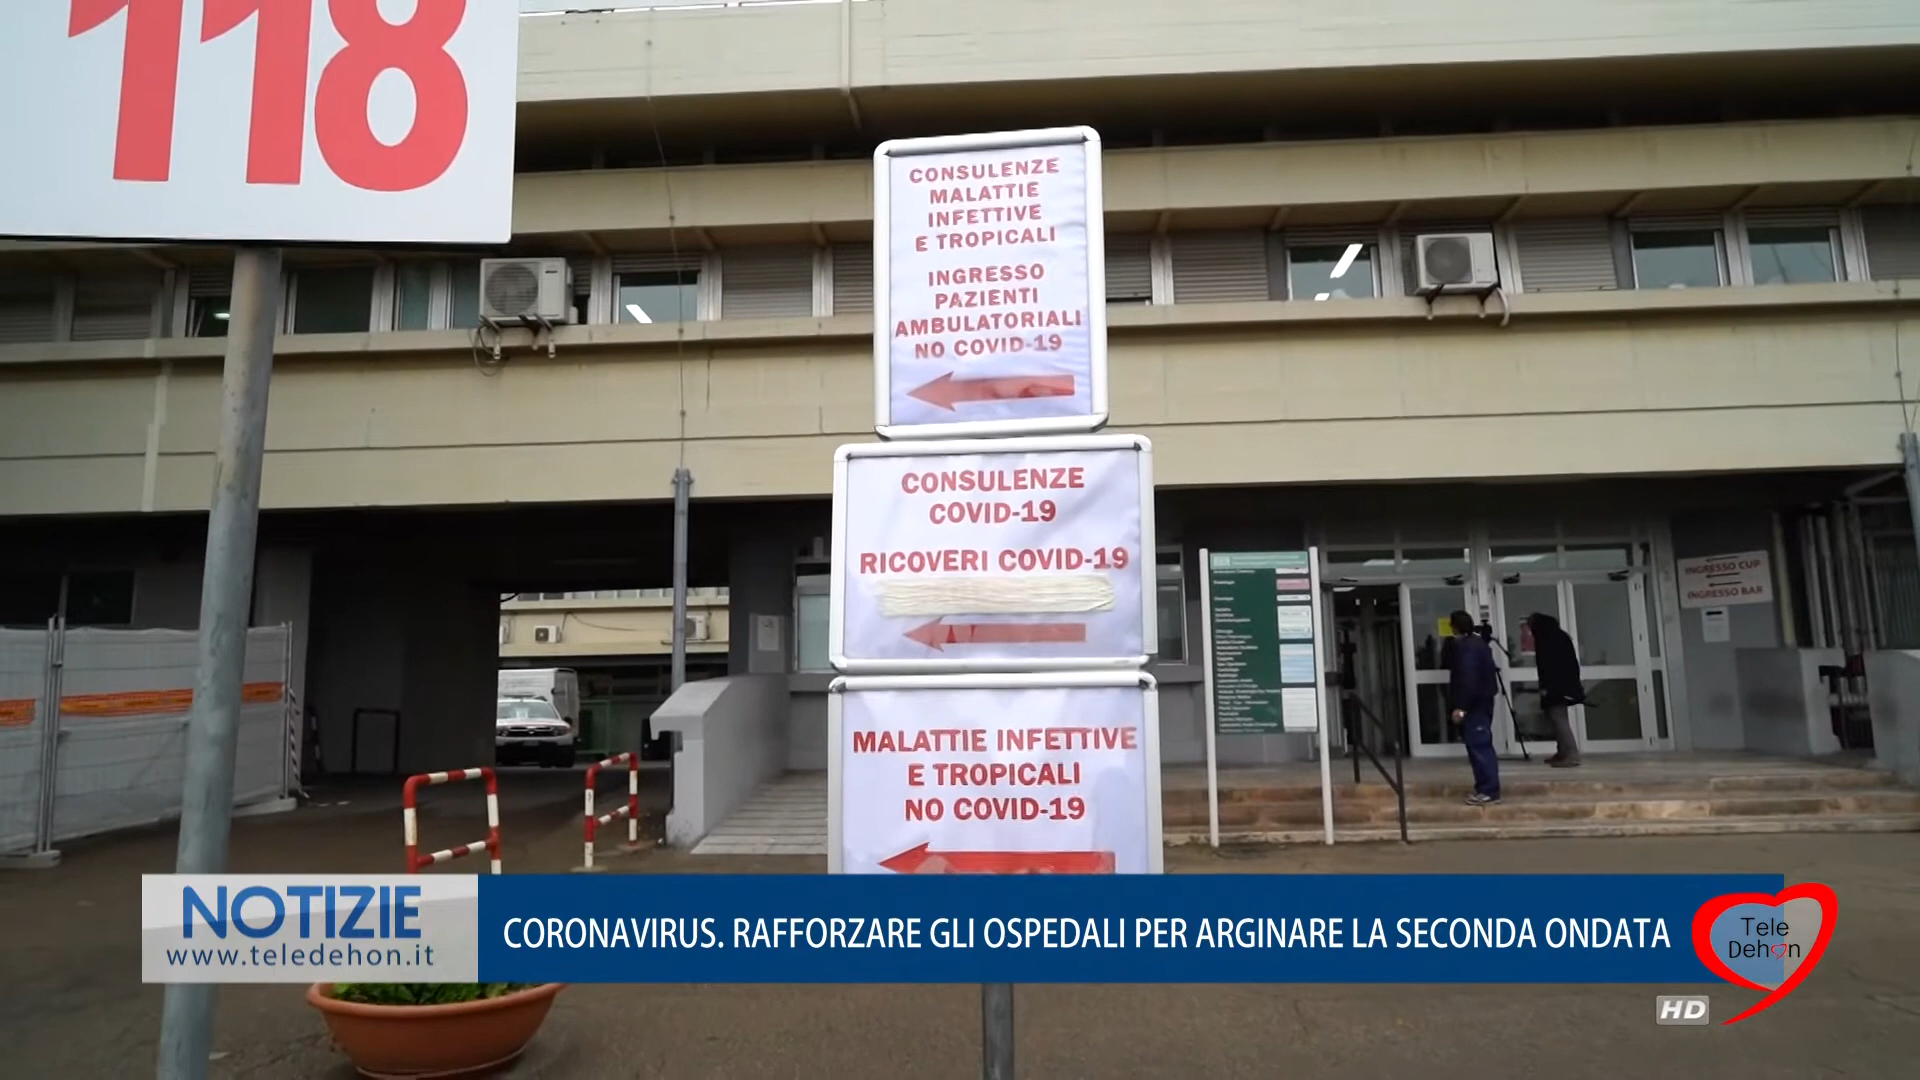 118
CONSULENZE
MALATTIE
INFETTIVE
E TROPICALI
INGRESSO
PAZIENTI
AMBULATORIALI
NO COVID-19
CONSULENZE
COVID-19
RICOVERI COVID-19
MALATTIE INFETTIVE
E TROPICALI
NO COVID-19
INGRESSO CUP
INGRESSO BAR
NOTIZIE
www.teledehon.it
CORONAVIRUS. RAFFORZARE GLI OSPEDALI PER ARGINARE LA SECONDA ONDATA
Tele
Dehon
HD